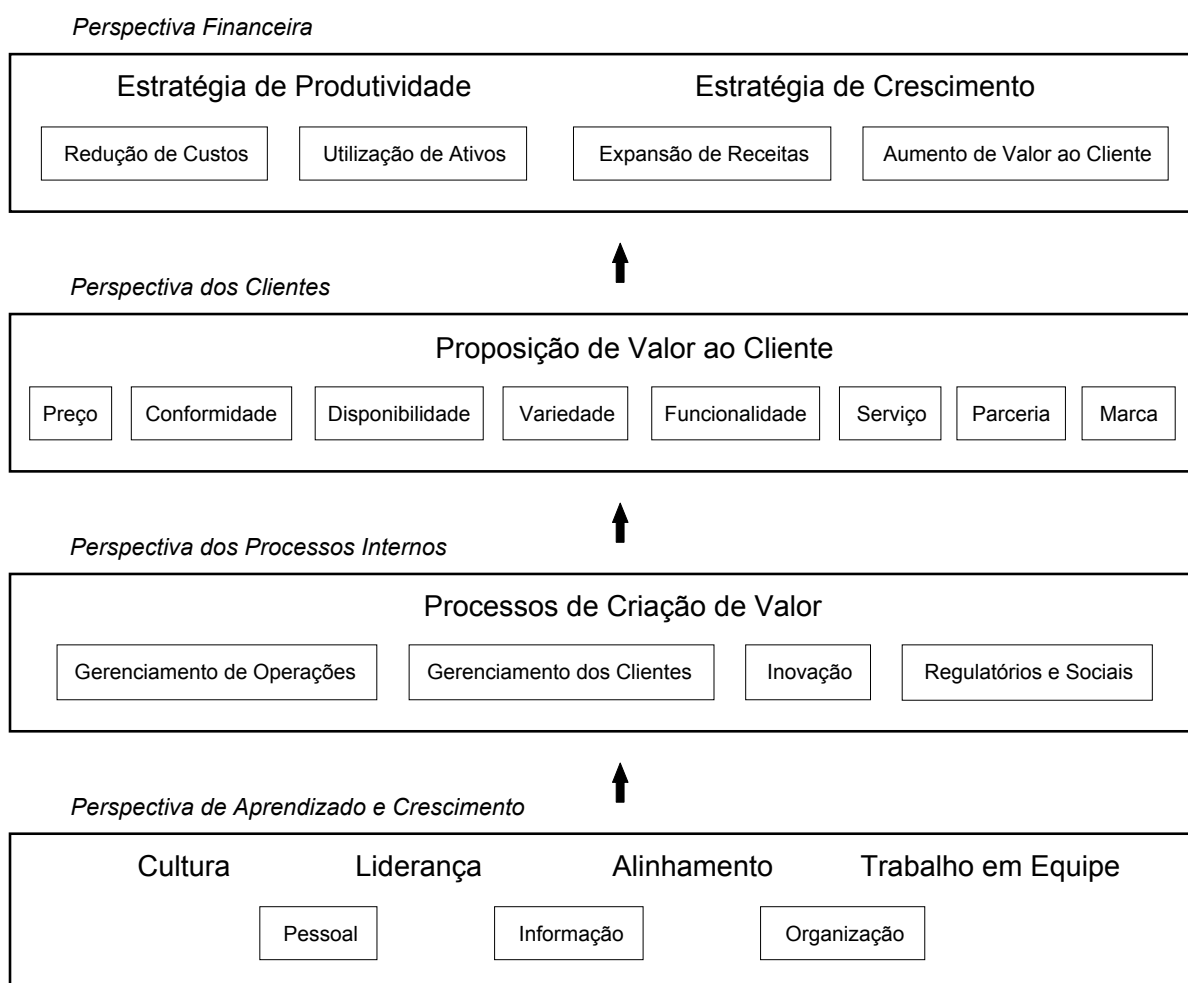 Perspectiva Financeira
Estratégia de Produtividade Estratégia de Crescimento
Redução de Custos Utilização de Ativos Expansão de Receitas Aumento de Valor ao Cliente
Perspectiva dos Clientes
Proposição de Valor ao Cliente
Preço Conformidade Disponibilidade Variedade Funcionalidade Serviço Parceria Marca
Perspectiva dos Processos Internos
Processos de Criação de Valor
Gerenciamento de Operações Gerenciamento dos Clientes Inovação Regulatórios e Sociais
Perspectiva de Aprendizado e Crescimento
Cultura Liderança Alinhamento Trabalho em Equipe
Pessoal Informação Organização